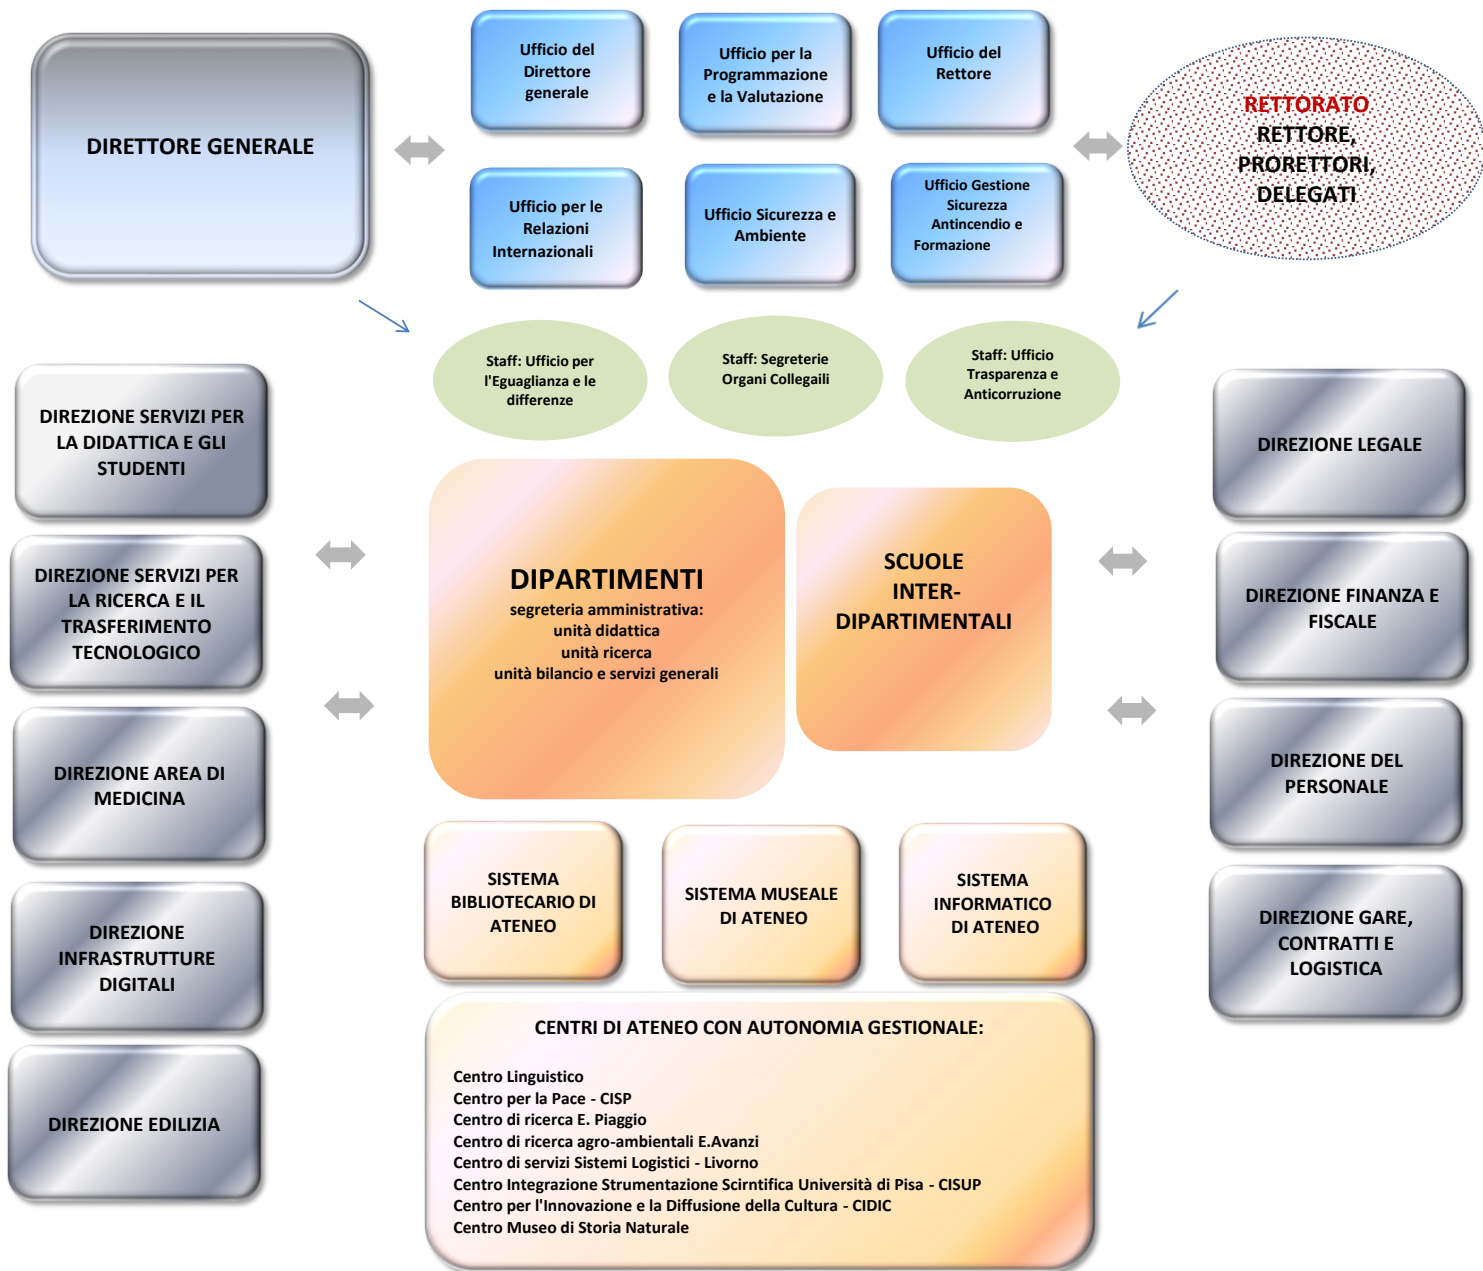 DIRETTORE GENERALE
Ufficio del
Direttore
generale
Ufficio per la
Programmazione
e la Valutazione
Ufficio del
Rettore
RETTORATO
RETTORE,
PRORETTORI,
DELEGATI
Ufficio per le
Relazioni
Internazionali
Ufficio Sicurezza e
Ambiente
Ufficio Gestione
Sicurezza
Antincendio e
Formazione
Staff: Ufficio per
l'Eguaglianza e le
differenze
Staff: Segreterie
Organi Collegaili
Staff: Ufficio
Trasparenza e
Anticorruzione
DIREZIONE SERVIZI PER
LA DIDATTICA E GLI
STUDENTI
DIREZIONE SERVIZI PER
LA RICERCA E IL
TRASFERIMENTO
TECNOLOGICO
DIREZIONE AREA DI
MEDICINA
DIREZIONE
INFRASTRUTTURE
DIGITALI
DIREZIONE EDILIZIA
DIPARTIMENTI
segreteria amministrativa:
unità didattica
unità ricerca
unità bilancio e servizi generali
SCUOLE
INTER-
DIPARTIMENTALI
DIREZIONE LEGALE
DIREZIONE FINANZA E
FISCALE
DIREZIONE DEL
PERSONALE
DIREZIONE GARE,
CONTRATTI E
LOGISTICA
SISTEMA
BIBLIOTECARIO DI
ATENEO
SISTEMA MUSEALE
DI ATENEO
SISTEMA
INFORMATICO
DI ATENEO
CENTRI DI ATENEO CON AUTONOMIA GESTIONALE:
Centro Linguistico
Centro per la Pace - CISP
Centro di ricerca E. Piaggio
Centro di ricerca agro-ambientali E.Avanzi
Centro di servizi Sistemi Logistici - Livorno
Centro Integrazione Strumentazione Scirntifica Università di Pisa - CISUP
Centro per l'Innovazione e la Diffusione della Cultura - CIDIC
Centro Museo di Storia Naturale